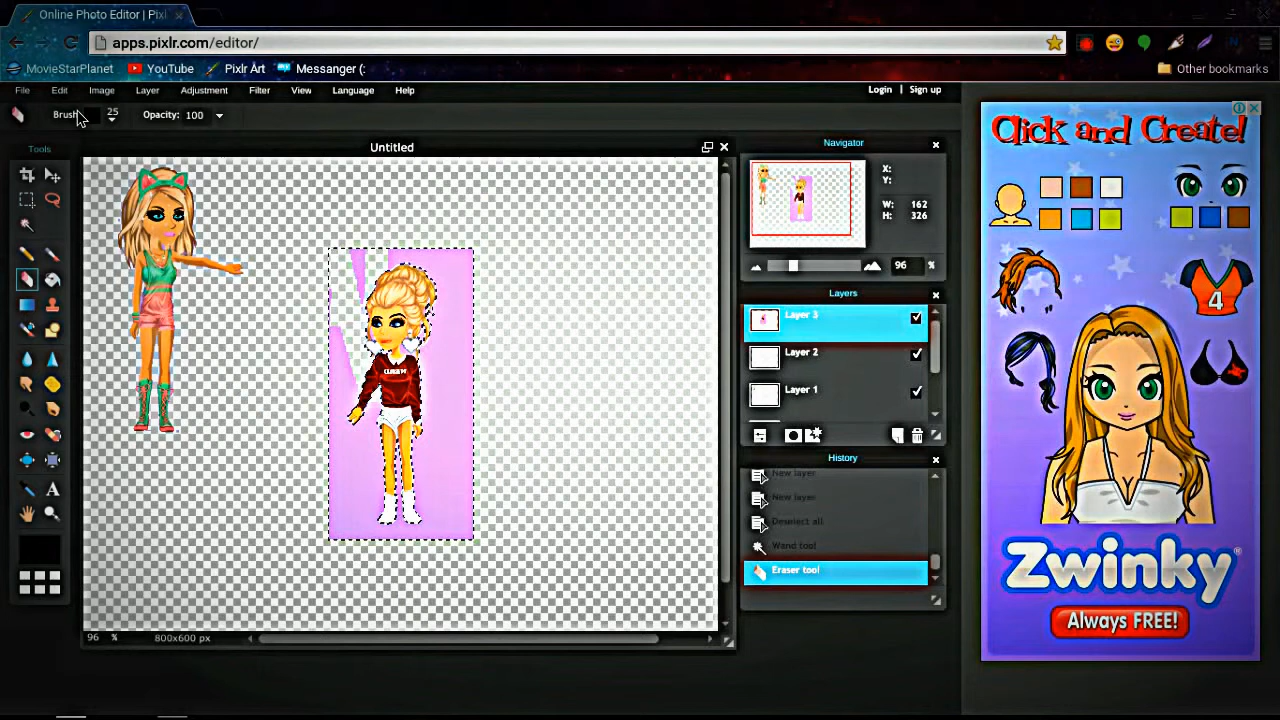 Online Photo Editor | Pixl
apps.pixlr.com/editor/
MovieStarPlanet YouTube Pixlr Art Messanger (: Other bookmarks
File Edit Image Layer Adjustment Filter View Language Help Login | Sign up
Brush 25 Opacity: 100
Tools
Untitled
Navigator
X:
Y:
W: 162
H: 326
96 %
Layers
Layer 3
Layer 2
Layer 1
History
New layer
New layer
Deselect all
Wand tool
Eraser tool
96 % 800x600 px
Click and Create!
4
Zwinky®
Always FREE!